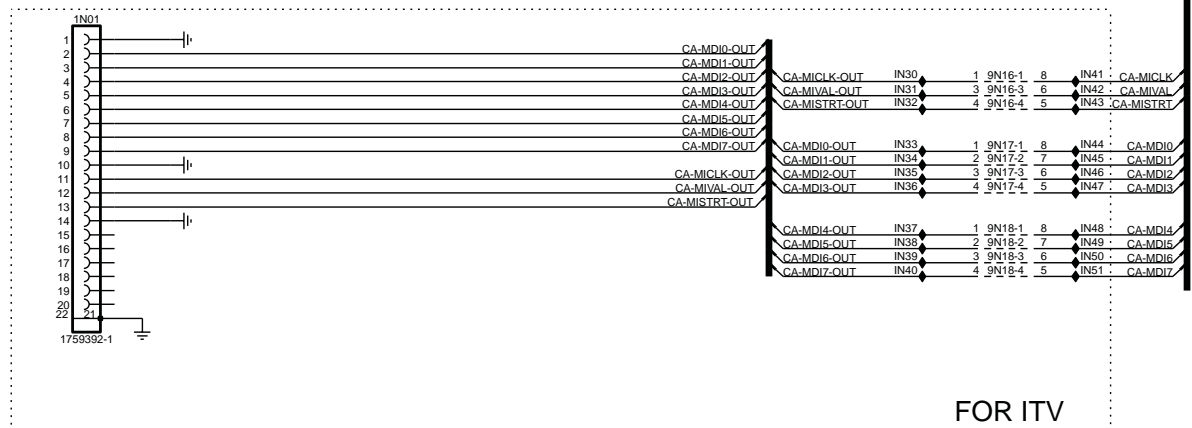 1N01
1
2 CA-MDI0-OUT
3 CA-MDI1-OUT
4 CA-MDI2-OUT
5 CA-MDI3-OUT
6 CA-MDI4-OUT
7 CA-MDI5-OUT
8 CA-MDI6-OUT
9 CA-MDI7-OUT
10
11 CA-MICLK-OUT
12 CA-MIVAL-OUT
13 CA-MISTRT-OUT
14
15
16
17
18
19
20
22 21
1759392-1
CA-MICLK-OUT IN30 1 9N16-1 8 IN41 CA-MICLK
CA-MIVAL-OUT IN31 3 9N16-3 6 IN42 CA-MIVAL
CA-MISTRT-OUT IN32 4 9N16-4 5 IN43 CA-MISTRT
CA-MDI0-OUT IN33 1 9N17-1 8 IN44 CA-MDI0
CA-MDI1-OUT IN34 2 9N17-2 7 IN45 CA-MDI1
CA-MDI2-OUT IN35 3 9N17-3 6 IN46 CA-MDI2
CA-MDI3-OUT IN36 4 9N17-4 5 IN47 CA-MDI3
CA-MDI4-OUT IN37 1 9N18-1 8 IN48 CA-MDI4
CA-MDI5-OUT IN38 2 9N18-2 7 IN49 CA-MDI5
CA-MDI6-OUT IN39 3 9N18-3 6 IN50 CA-MDI6
CA-MDI7-OUT IN40 4 9N18-4 5 IN51 CA-MDI7
FOR ITV